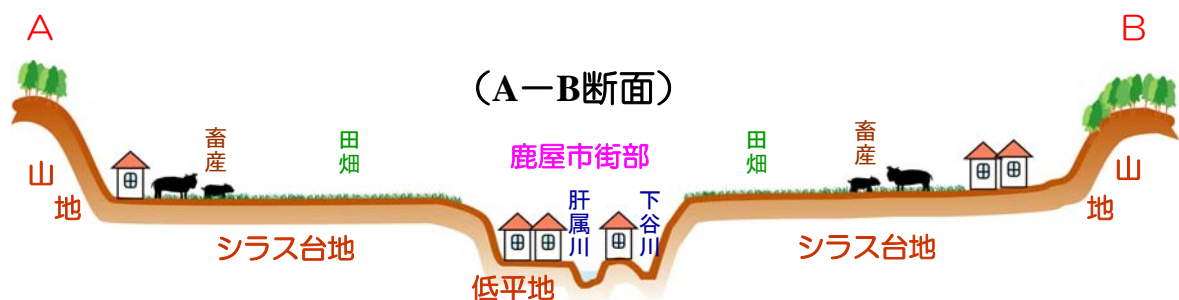 A
B
（A－B断面）
畜産
田畑
鹿屋市街部
田畑
畜産
山地
肝属川
下谷川
山地
シラス台地
シラス台地
低平地